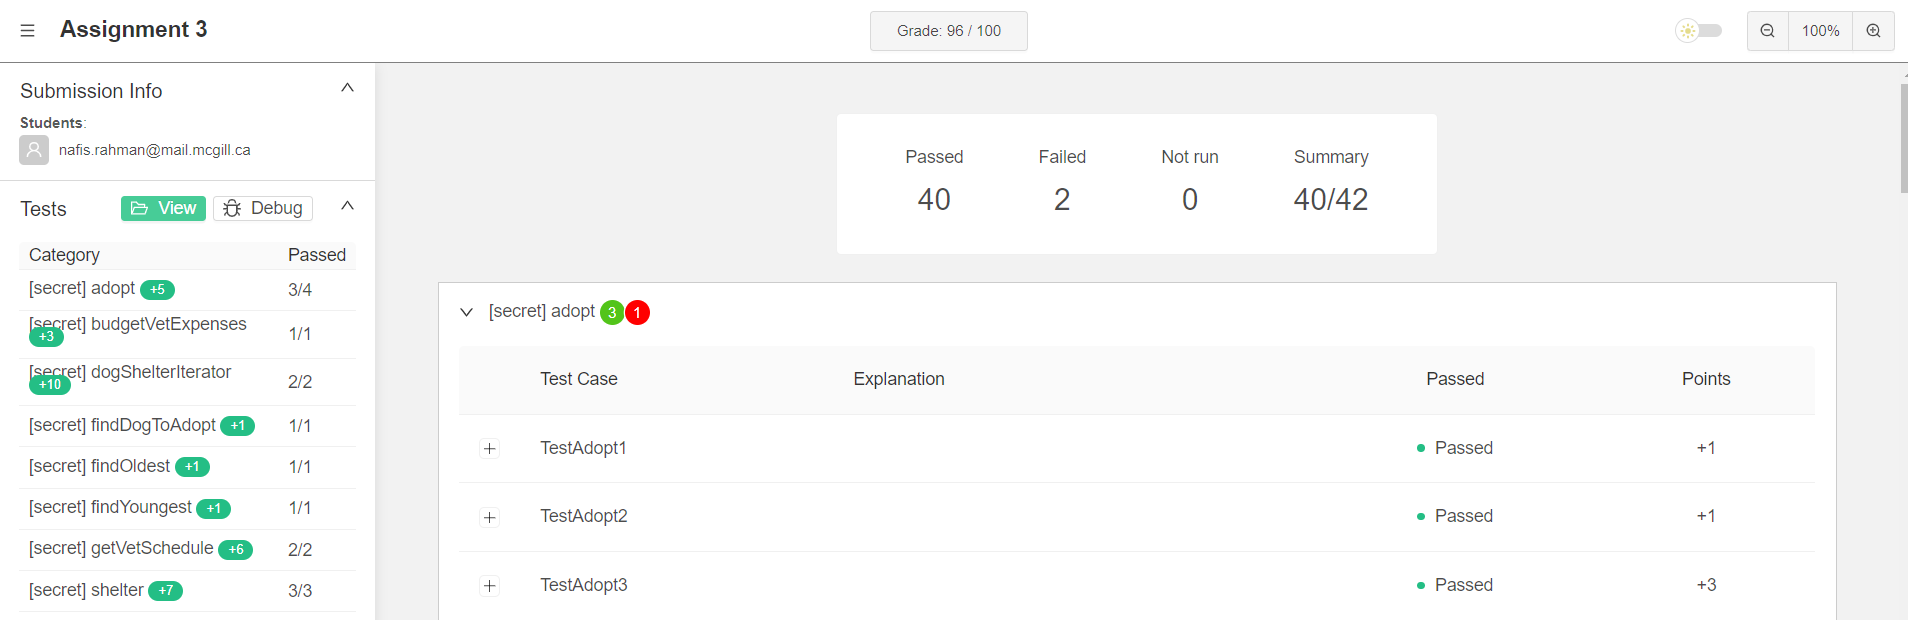 Assignment 3
Grade: 96 / 100
100%
Submission Info
Students:
nafis.rahman@mail.mcgill.ca
Tests
View
Debug
Category Passed
[secret] adopt +5 3/4
[secret] budgetVetExpenses +3 1/1
[secret] dogShelterIterator +10 2/2
[secret] findDogToAdopt +1 1/1
[secret] findOldest +1 1/1
[secret] findYoungest +1 1/1
[secret] getVetSchedule +6 2/2
[secret] shelter +7 3/3
Passed Failed Not run Summary
40 2 0 40/42
[secret] adopt 3 1
Test Case Explanation Passed Points
TestAdopt1 Passed +1
TestAdopt2 Passed +1
TestAdopt3 Passed +3